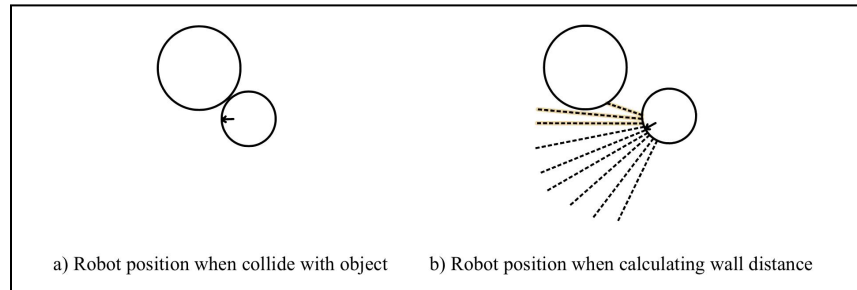 a) Robot position when collide with object
b) Robot position when calculating wall distance